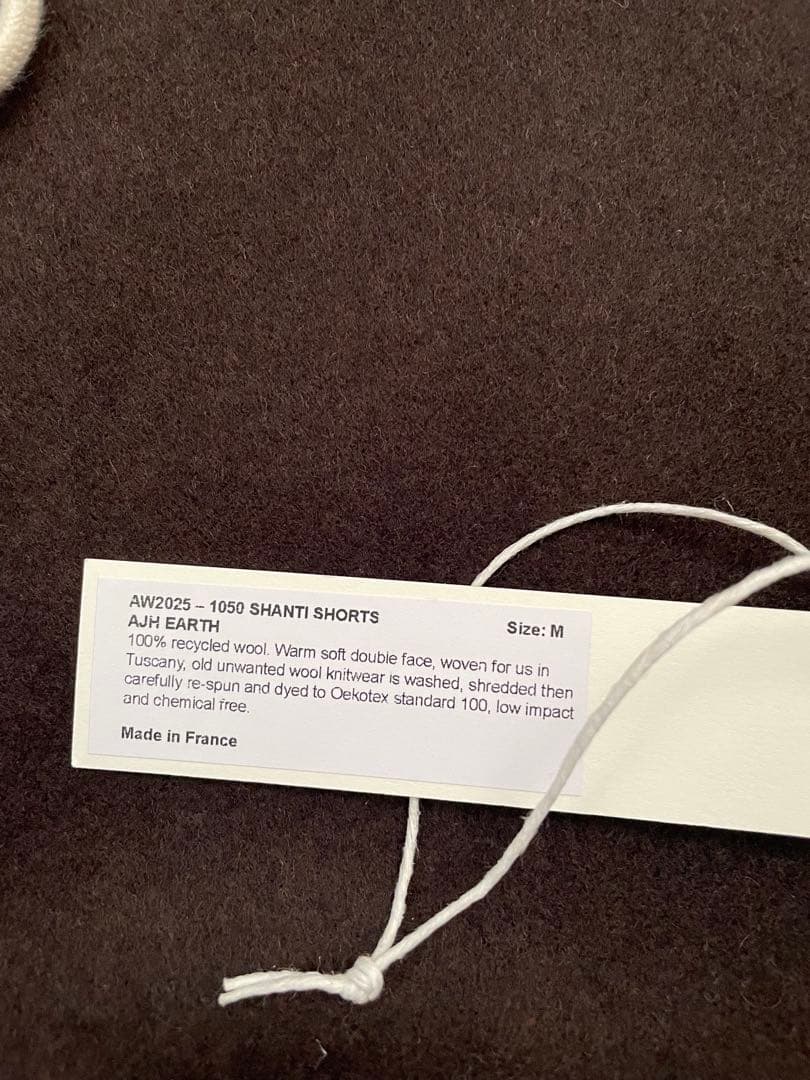 AW2025 – 1050 SHANTI SHORTS
Size: M
AJH EARTH
100% recycled wool. Warm soft double face, woven for us in
Tuscany, old unwanted wool knitwear is washed, shredded then
carefully re-spun and dyed to Oekotex standard 100, low impact
and chemical free.
Made in France